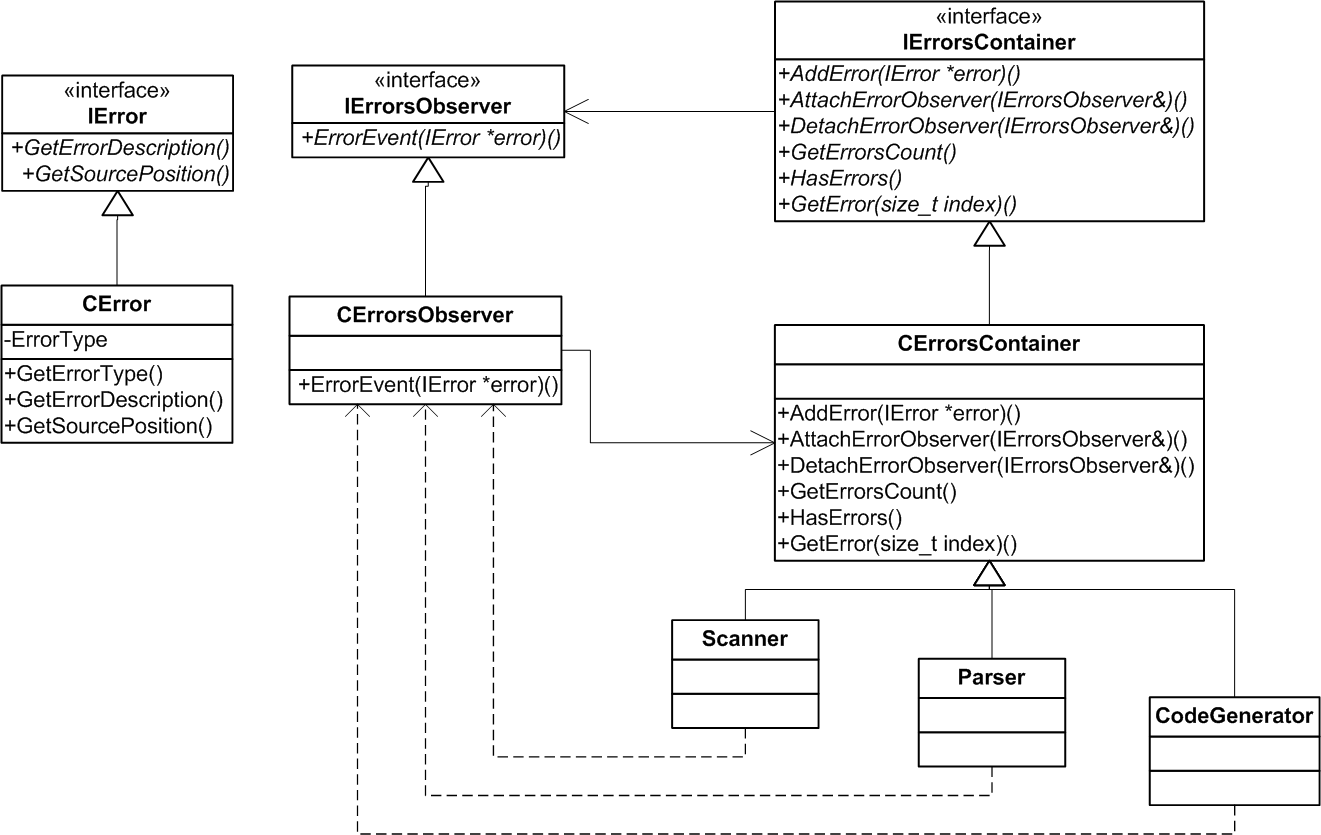 «interface»
IError
+GetErrorDescription()
+GetSourcePosition()
CError
-ErrorType
+GetErrorType()
+GetErrorDescription()
+GetSourcePosition()
«interface»
IErrorsObserver
+ErrorEvent(IError *error)()
CErrorsObserver
+ErrorEvent(IError *error)()
«interface»
IErrorsContainer
+AddError(IError *error)()
+AttachErrorObserver(IErrorsObserver&)()
+DetachErrorObserver(IErrorsObserver&)()
+GetErrorsCount()
+HasErrors()
+GetError(size_t index)()
CErrorsContainer
+AddError(IError *error)()
+AttachErrorObserver(IErrorsObserver&)()
+DetachErrorObserver(IErrorsObserver&)()
+GetErrorsCount()
+HasErrors()
+GetError(size_t index)()
Scanner
Parser
CodeGenerator